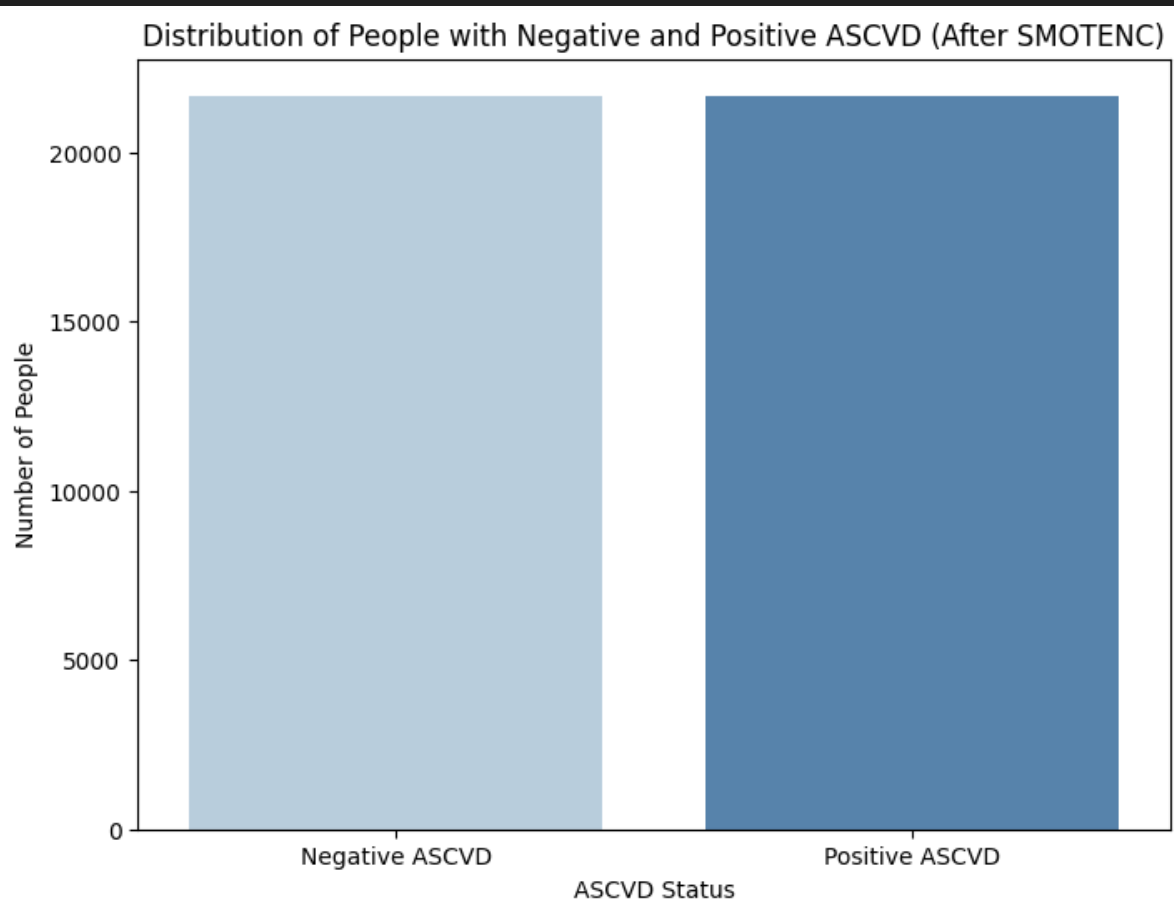 Distribution of People with Negative and Positive ASCVD (After SMOTENC)
Number of People
20000
15000
10000
5000
0
Negative ASCVD
Positive ASCVD
ASCVD Status